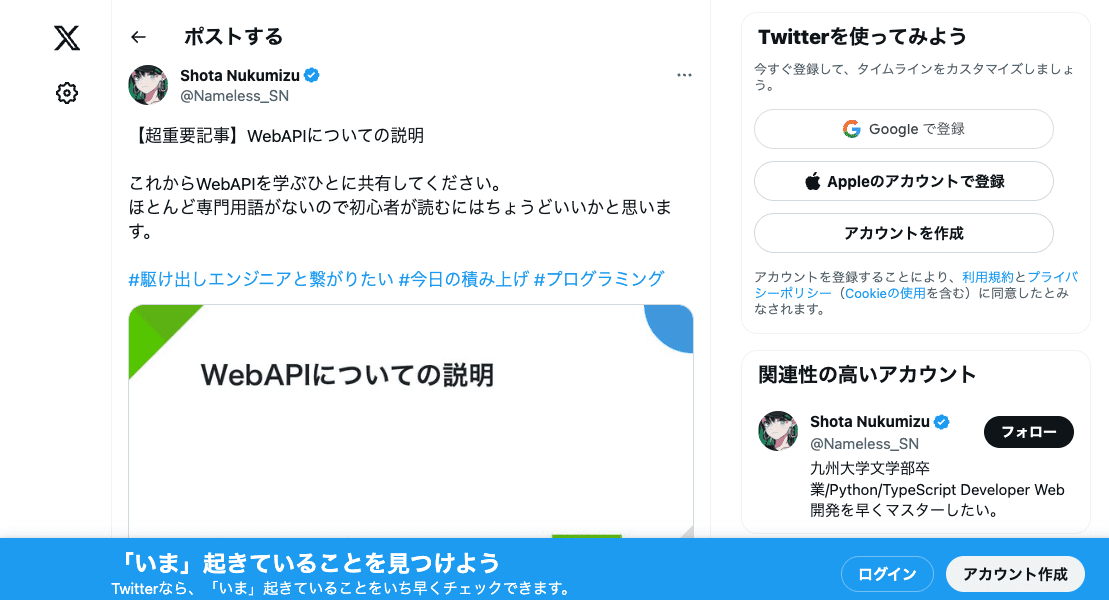 ポストする
Shota Nukumizu
@Nameless_SN
【超重要記事】WebAPIについての説明
これからWebAPIを学ぶひとに共有してください。
ほとんど専門用語がないので初心者が読むにはちょうどいいかと思いま
す。
#駆け出しエンジニアと繋がりたい #今日の積み上げ #プログラミング
WebAPIについての説明
Twitterを使ってみよう
今すぐ登録して、タイムラインをカスタマイズしましょ
う。
Google で登録
Appleのアカウントで登録
アカウントを作成
アカウントを登録することにより、利用規約とプライバ
シーポリシー（Cookieの使用を含む）に同意したとみ
なされます。
関連性の高いアカウント
Shota Nukumizu
@Nameless_SN
フォロー
九州大学文学部卒
業/Python/TypeScript Developer Web
開発を早くマスターしたい。
「いま」起きていることを見つけよう
Twitterなら、「いま」起きていることをいち早くチェックできます。
ログイン
アカウント作成